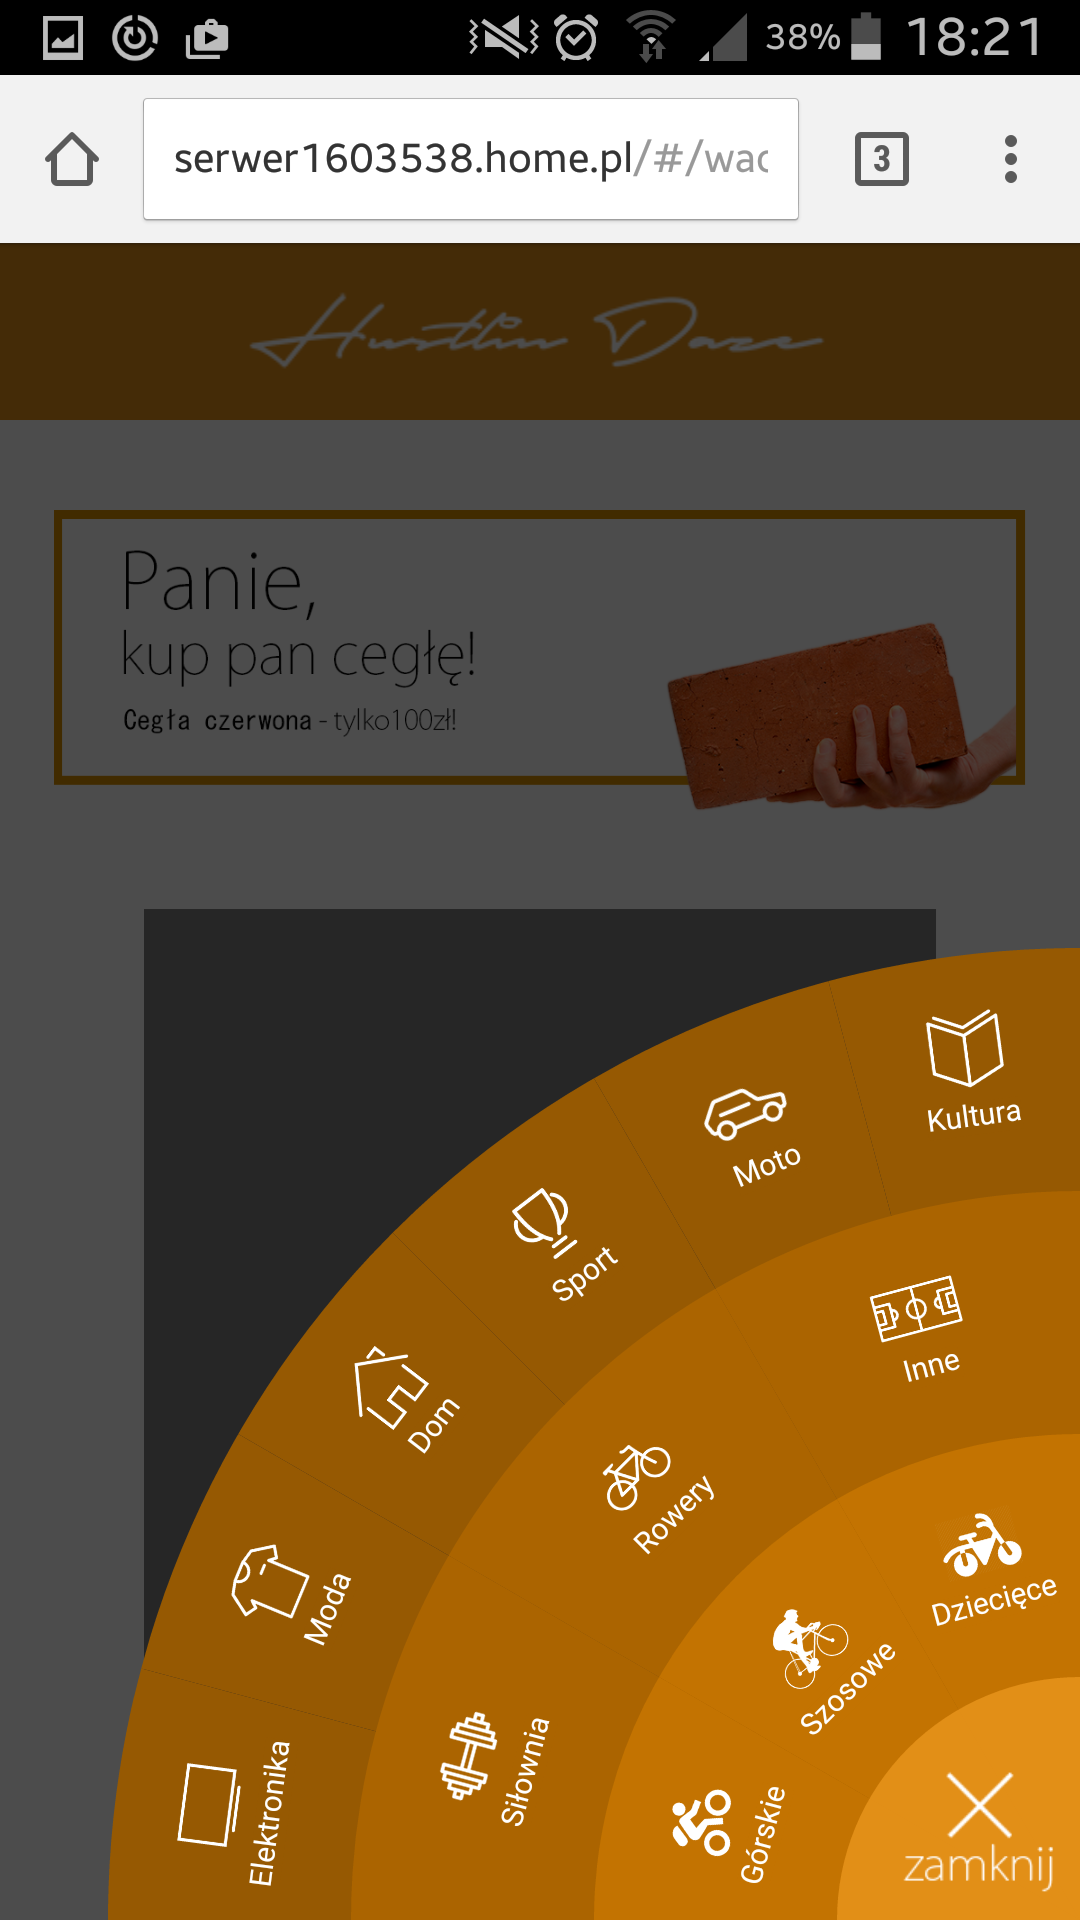 38% 18:21
serwer1603538.home.pl/#/wac
3
Hustlin Daze
Panie,
kup pan cegłę!
Cegła czerwona - tylko100zł!
Kultura
Moto
Sport
Dom
Moda
Elektronika
Inne
Rowery
Siłownia
Dziecięce
Szosowe
Górskie
zamknij